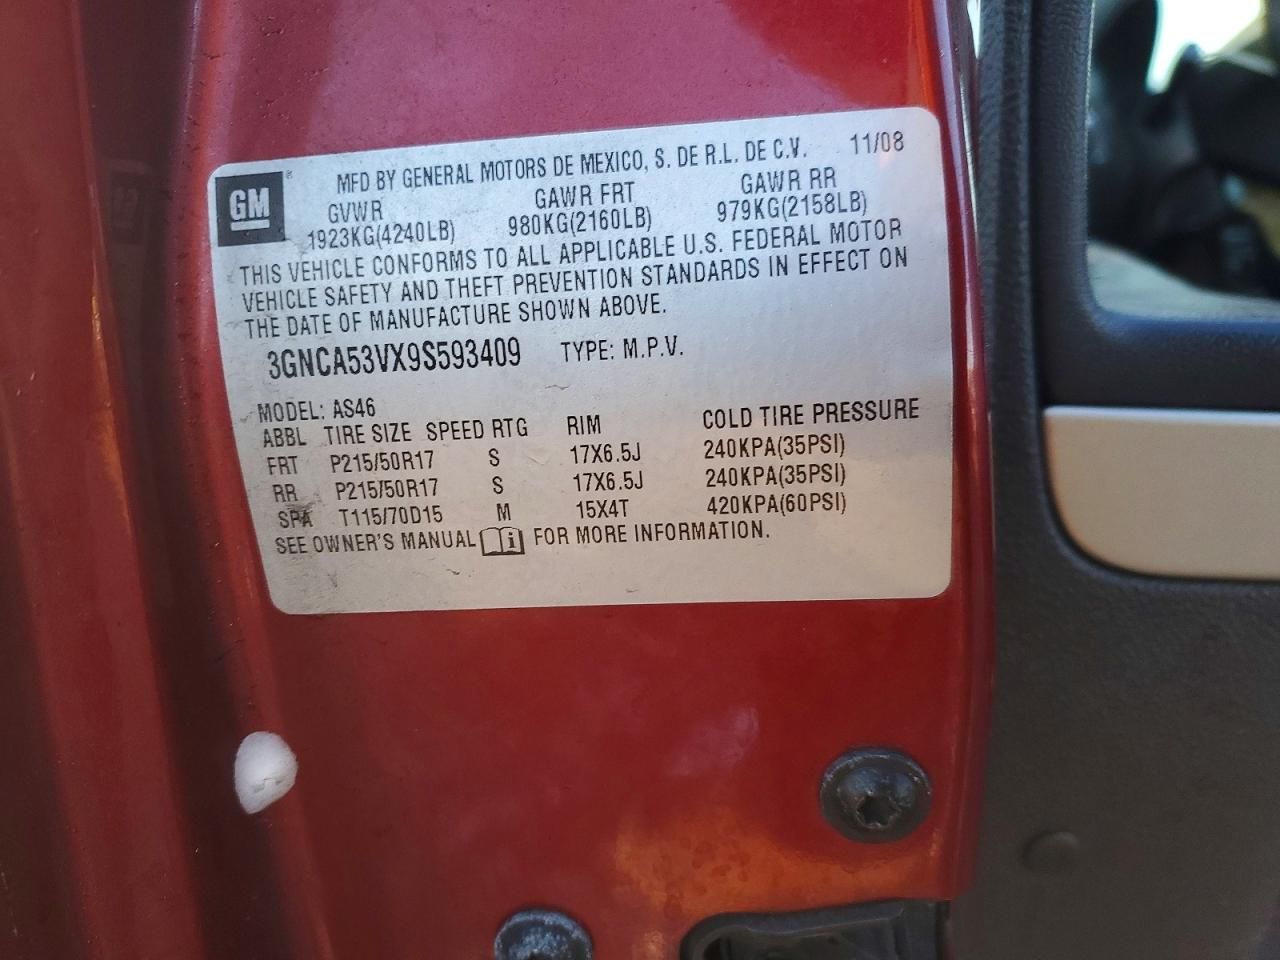 MFD BY GENERAL MOTORS DE MEXICO, S. DE R.L. DE C.V. 11/08
GM ®
GVWR GAWR FRT GAWR RR
1923KG(4240LB) 980KG(2160LB) 979KG(2158LB)
THIS VEHICLE CONFORMS TO ALL APPLICABLE U.S. FEDERAL MOTOR
VEHICLE SAFETY AND THEFT PREVENTION STANDARDS IN EFFECT ON
THE DATE OF MANUFACTURE SHOWN ABOVE.
3GNCA53VX9S593409 TYPE: M.P.V.
MODEL: AS46
ABBL TIRE SIZE SPEED RTG RIM COLD TIRE PRESSURE
FRT P215/50R17 S 17X6.5J 240KPA(35PSI)
RR P215/50R17 S 17X6.5J 240KPA(35PSI)
SPA T115/70D15 M 15X4T 420KPA(60PSI)
SEE OWNER'S MANUAL i FOR MORE INFORMATION.